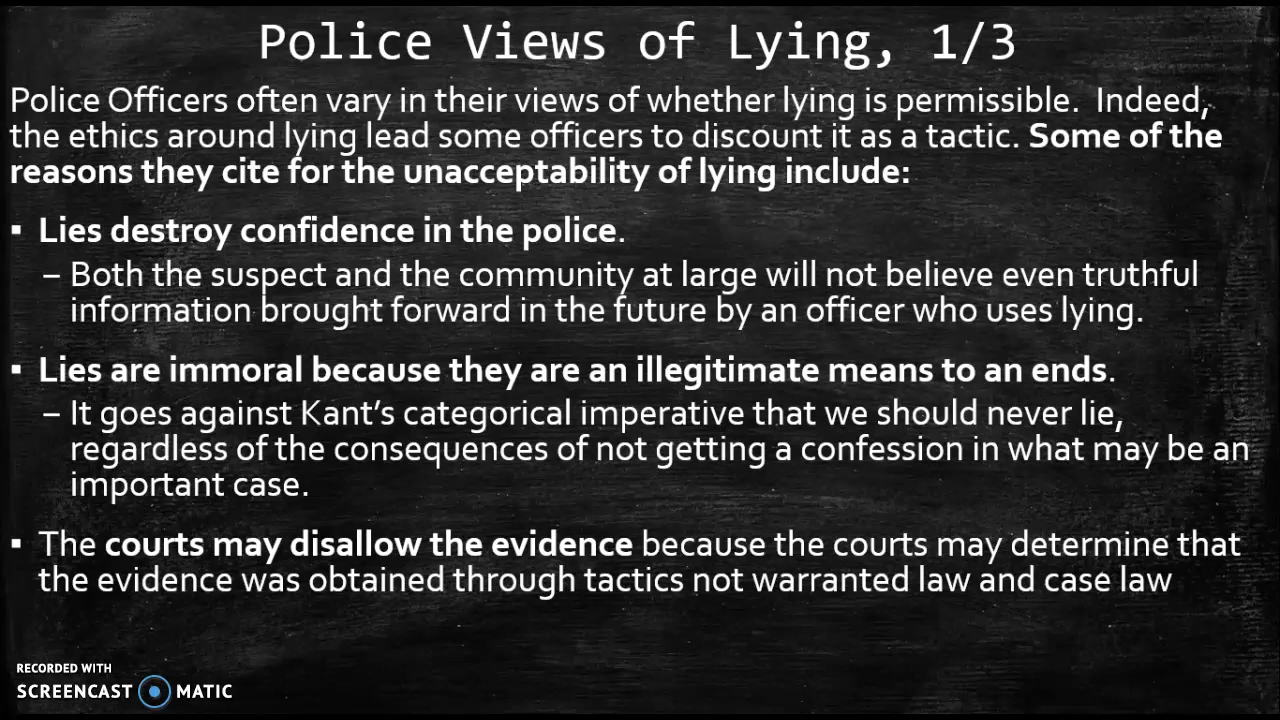 Police Views of Lying, 1/3
Police Officers often vary in their views of whether lying is permissible. Indeed,
the ethics around lying lead some officers to discount it as a tactic. Some of the
reasons they cite for the unacceptability of lying include:
▪ Lies destroy confidence in the police.
– Both the suspect and the community at large will not believe even truthful
information brought forward in the future by an officer who uses lying.
▪ Lies are immoral because they are an illegitimate means to an ends.
– It goes against Kant’s categorical imperative that we should never lie,
regardless of the consequences of not getting a confession in what may be an
important case.
▪ The courts may disallow the evidence because the courts may determine that
the evidence was obtained through tactics not warranted law and case law
RECORDED WITH
SCREENCAST MATIC